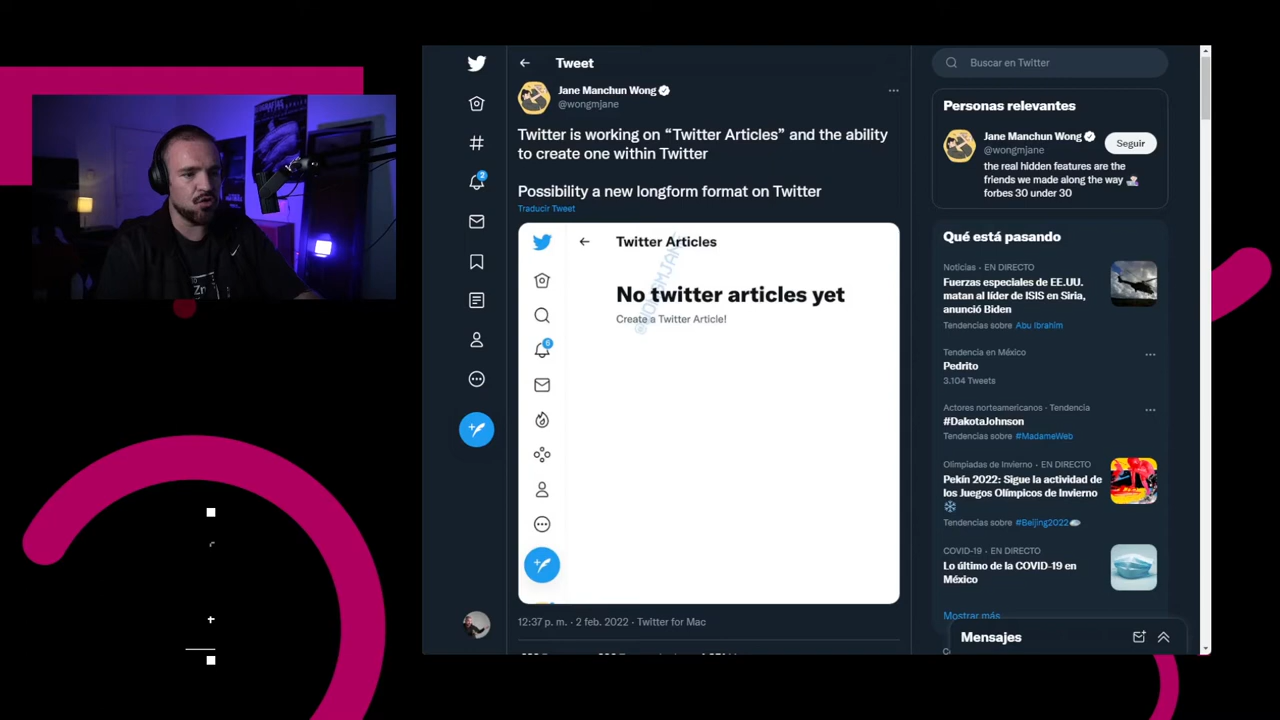 Tweet
Jane Manchun Wong
@wongmjane
Twitter is working on “Twitter Articles” and the ability
to create one within Twitter
Possibility a new longform format on Twitter
Traducir Tweet
Twitter Articles
No twitter articles yet
Create a Twitter Article!
@WONGMJANE
6
2
12:37 p. m. · 2 feb. 2022 · Twitter for Mac
Buscar en Twitter
Personas relevantes
Jane Manchun Wong
@wongmjane
Seguir
the real hidden features are the
friends we made along the way
forbes 30 under 30
Qué está pasando
Noticias · EN DIRECTO
Fuerzas especiales de EE.UU.
matan al líder de ISIS en Siria,
anunció Biden
Tendencias sobre Abu Ibrahim
Tendencia en México
Pedrito
3.104 Tweets
Actores norteamericanos · Tendencia
#DakotaJohnson
Tendencias sobre #MadameWeb
Olimpiadas de Invierno · EN DIRECTO
Pekín 2022: Sigue la actividad de
los Juegos Olímpicos de Invierno
Tendencias sobre #Beijing2022
COVID-19 · EN DIRECTO
Lo último de la COVID-19 en
México
Mostrar más
Mensajes